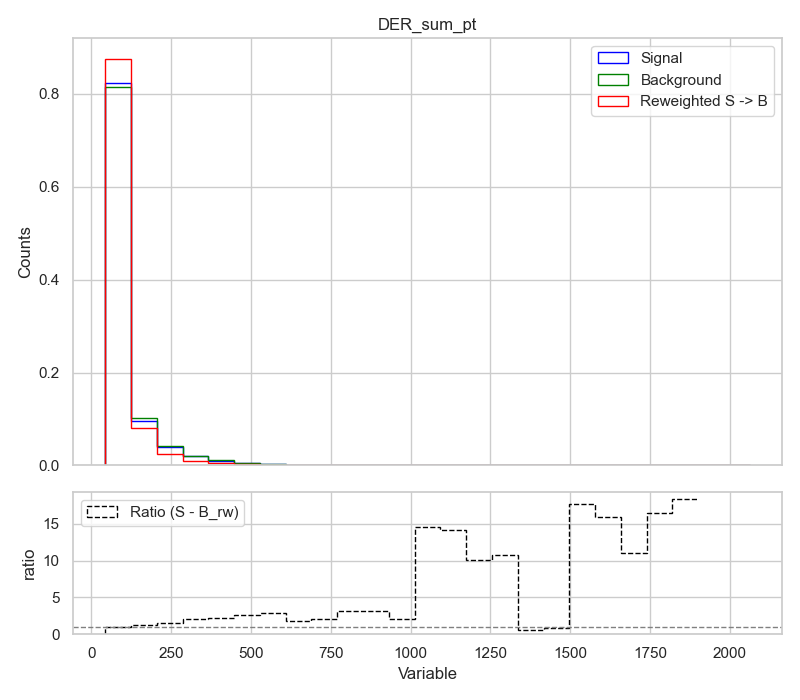 DER_sum_pt
Signal
Background
Reweighted S -> B
Counts
0.8
0.6
0.4
0.2
0.0
Ratio (S - B_rw)
ratio
15
10
5
0
0 250 500 750 1000 1250 1500 1750 2000
Variable